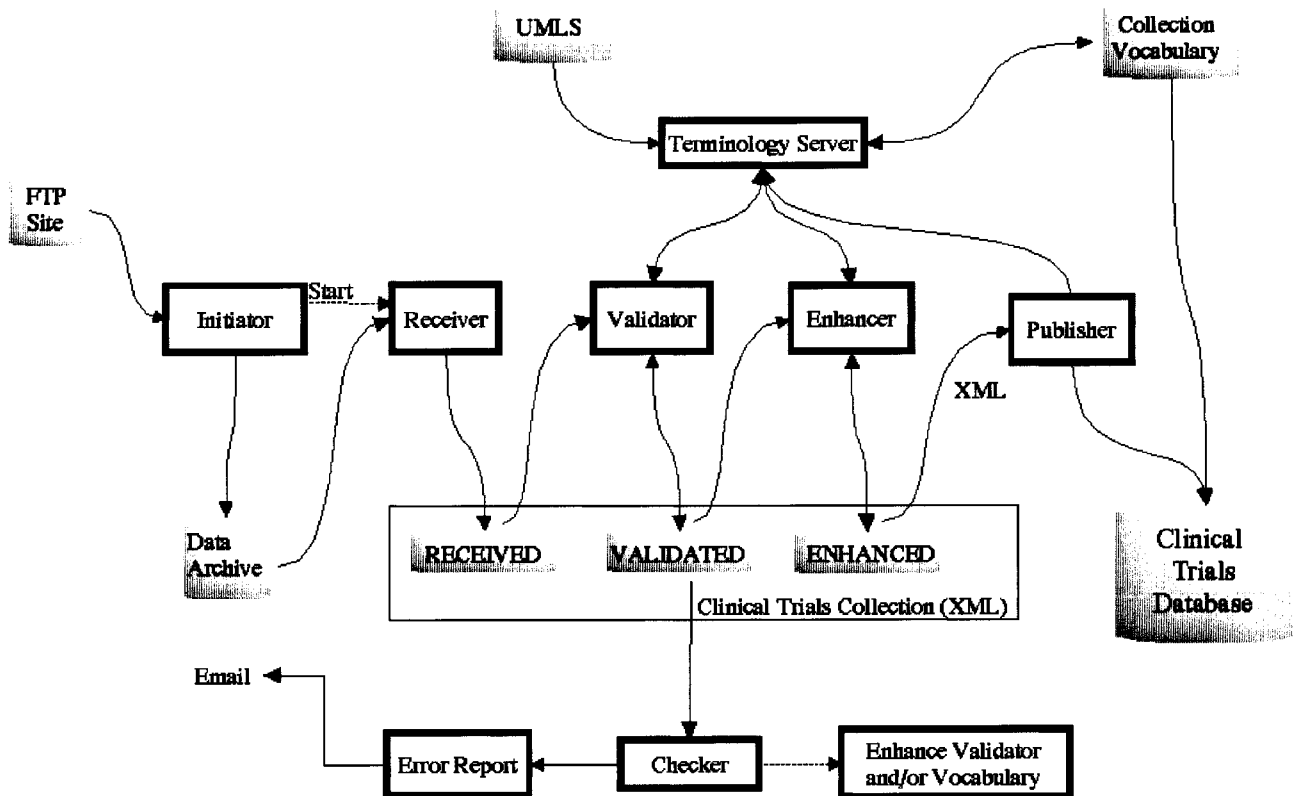 UMLS
Collection
Vocabulary
Terminology Server
FTP
Site
Start
Initiator
Receiver
Validator
Enhancer
Publisher
XML
Data
Archive
RECEIVED
VALIDATED
ENHANCED
Clinical Trials Collection (XML)
Clinical
Trials
Database
Email
Error Report
Checker
Enhance Validator
and/or Vocabulary